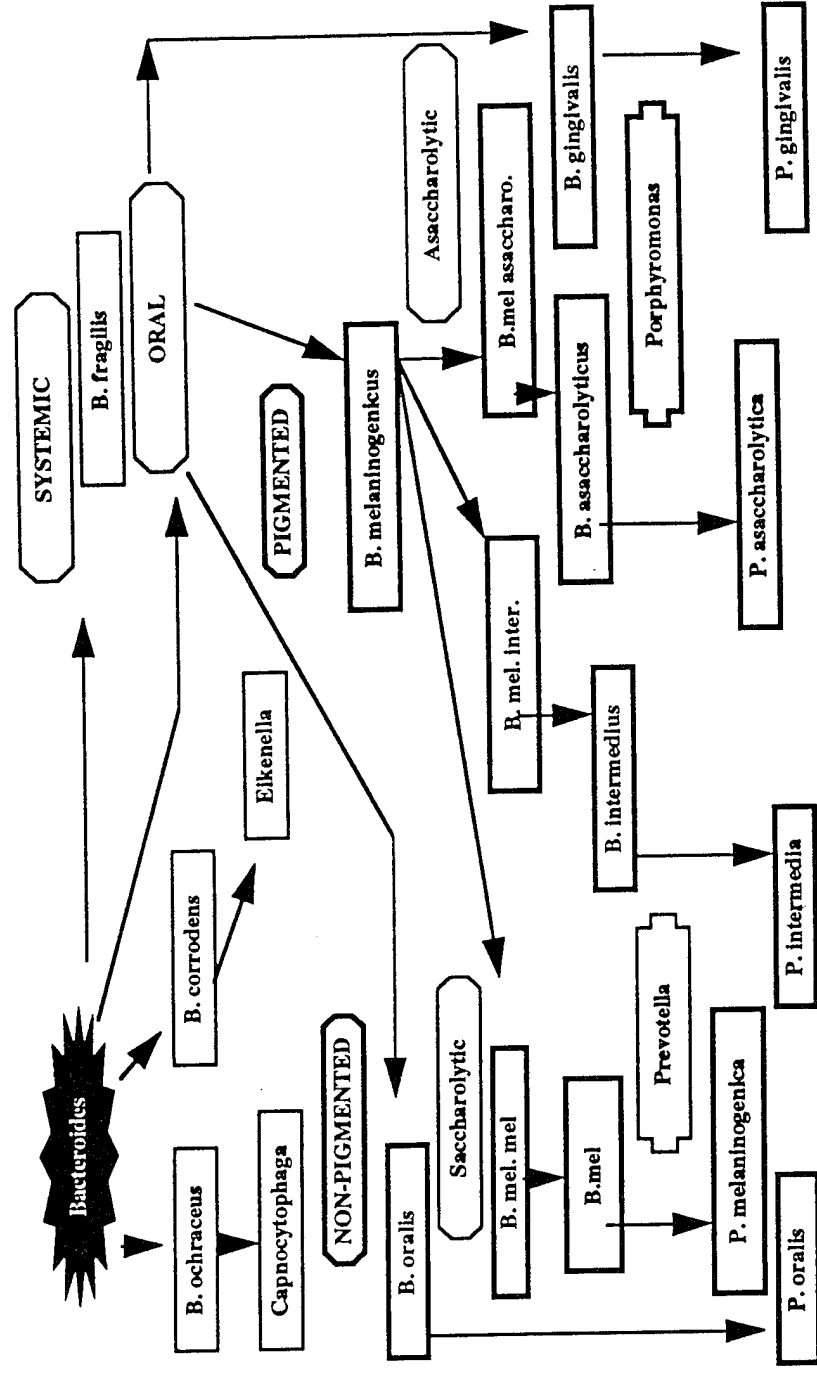 Bacteroides
SYSTEMIC
B. fragilis
ORAL
B. ochraceus
B. corrodens
Capnocytophaga
Eikenella
PIGMENTED
NON-PIGMENTED
B. melaninogenicus
B. oralis
Asaccharolytic
Saccharolytic
B. mel. mel
B. mel. inter.
B.mel asaccharo.
B. gingivalis
B.mel
B. intermedius
B. asaccharolyticus
Prevotella
Porphyromonas
P. melaninogenica
P. asaccharolytica
P. gingivalis
P. oralis
P. intermedia